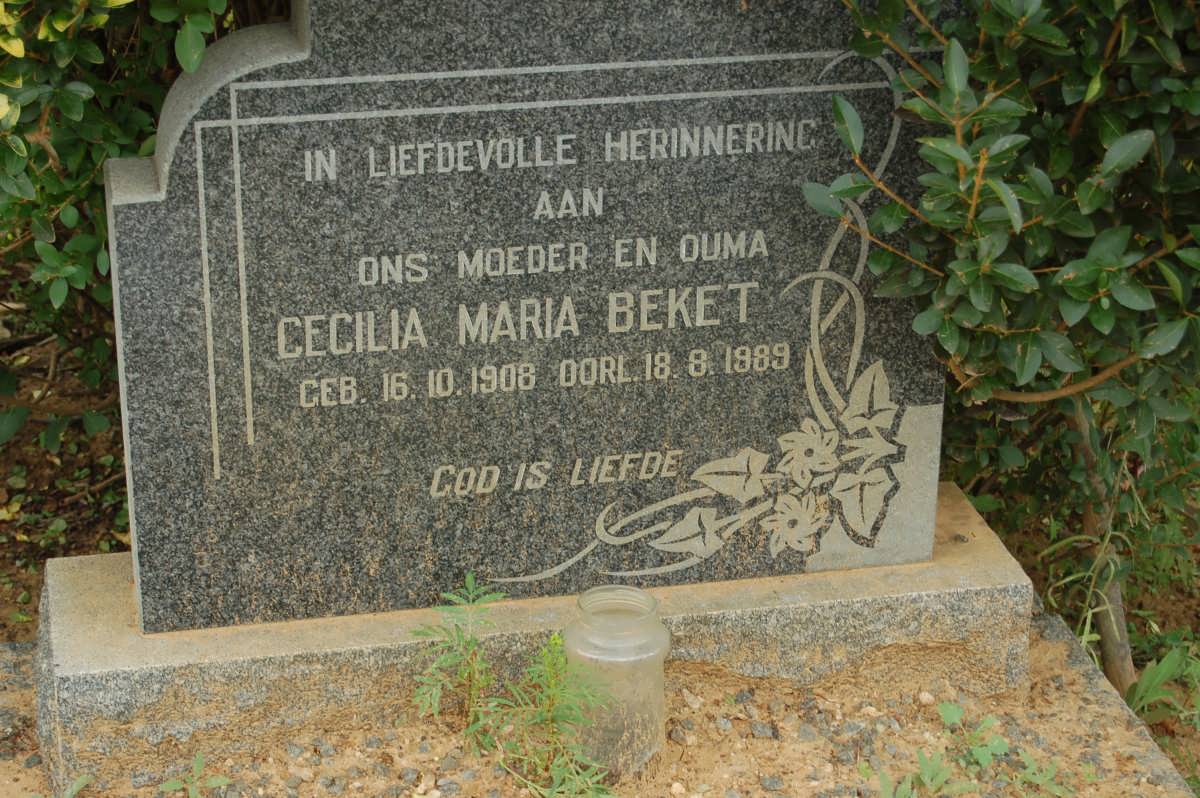 IN LIEFDEVOLLE HERINNERING
AAN
ONS MOEDER EN OUMA
CECILIA MARIA BEKET
GEB. 16. 10. 1908 OORL. 18. 8. 1989
GOD IS LIEFDE